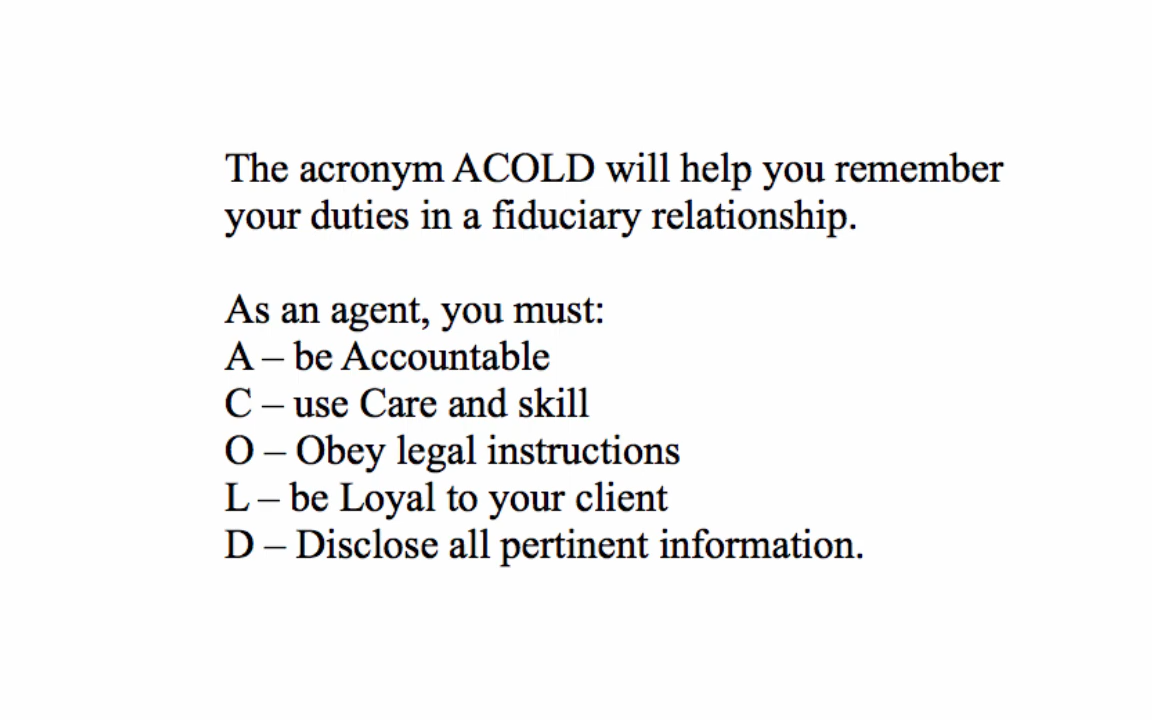 The acronym ACOLD will help you remember
your duties in a fiduciary relationship.
As an agent, you must:
A – be Accountable
C – use Care and skill
O – Obey legal instructions
L – be Loyal to your client
D – Disclose all pertinent information.